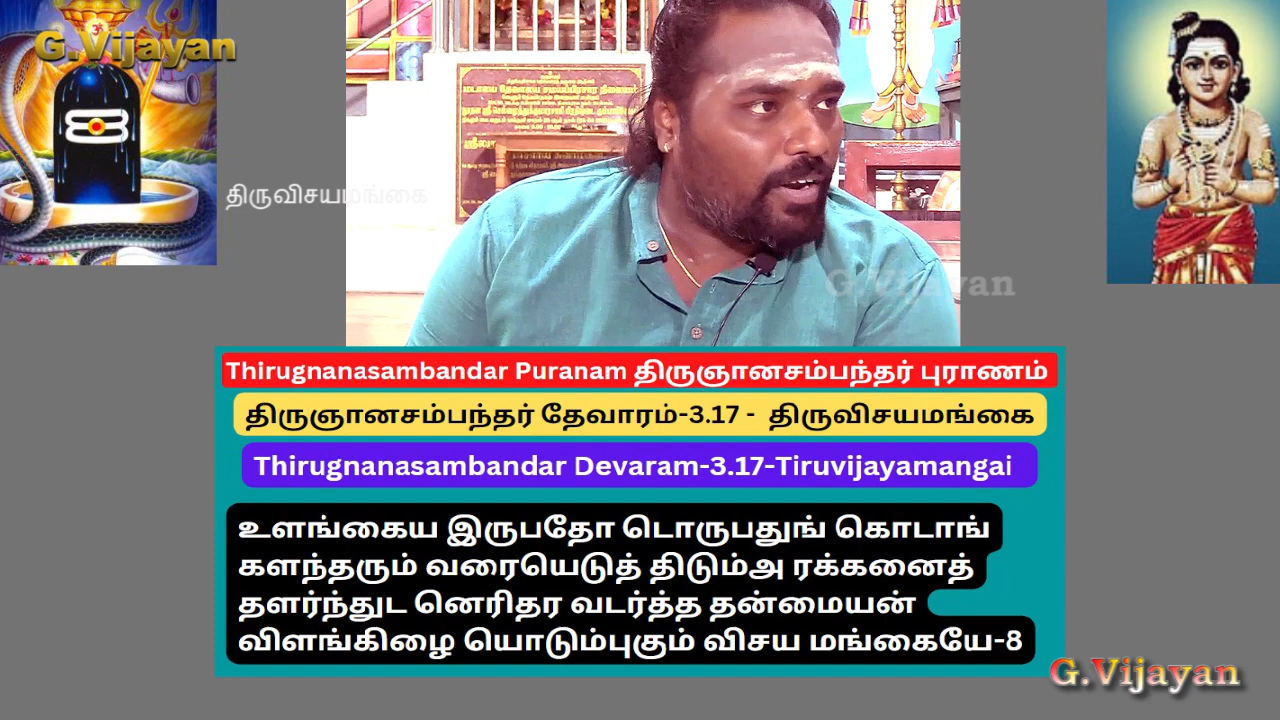 G.Vijayan
திருவிசயமங்கை
G.Vijayan
Thirugnanasambandar Puranam திருஞானசம்பந்தர் புராணம்
திருஞானசம்பந்தர் தேவாரம்-3.17 - திருவிசயமங்கை
Thirugnanasambandar Devaram-3.17-Tiruvijayamangai
உளங்கைய இருபதோ டொருபதுங் கொடாங்
களந்தரும் வரையெடுத் திடும்அ ரக்கனைத்
தளர்ந்துட னெரிதர வடர்த்த தன்மையன்
விளங்கிழை யொடும்புகும் விசய மங்கையே-8
G.Vijayan